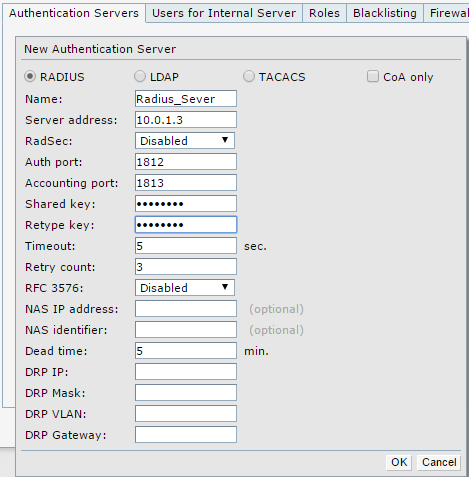 Authentication Servers Users for Internal Server Roles Blacklisting
New Authentication Server
RADIUS LDAP TACACS CoA only
Name: Radius_Sever
Server address: 10.0.1.3
RadSec: Disabled
Auth port: 1812
Accounting port: 1813
Shared key: ••••••••
Retype key: ••••••••
Timeout: 5 sec.
Retry count: 3
RFC 3576: Disabled
NAS IP address: (optional)
NAS identifier: (optional)
Dead time: 5 min.
DRP IP:
DRP Mask:
DRP VLAN:
DRP Gateway:
OK Cancel